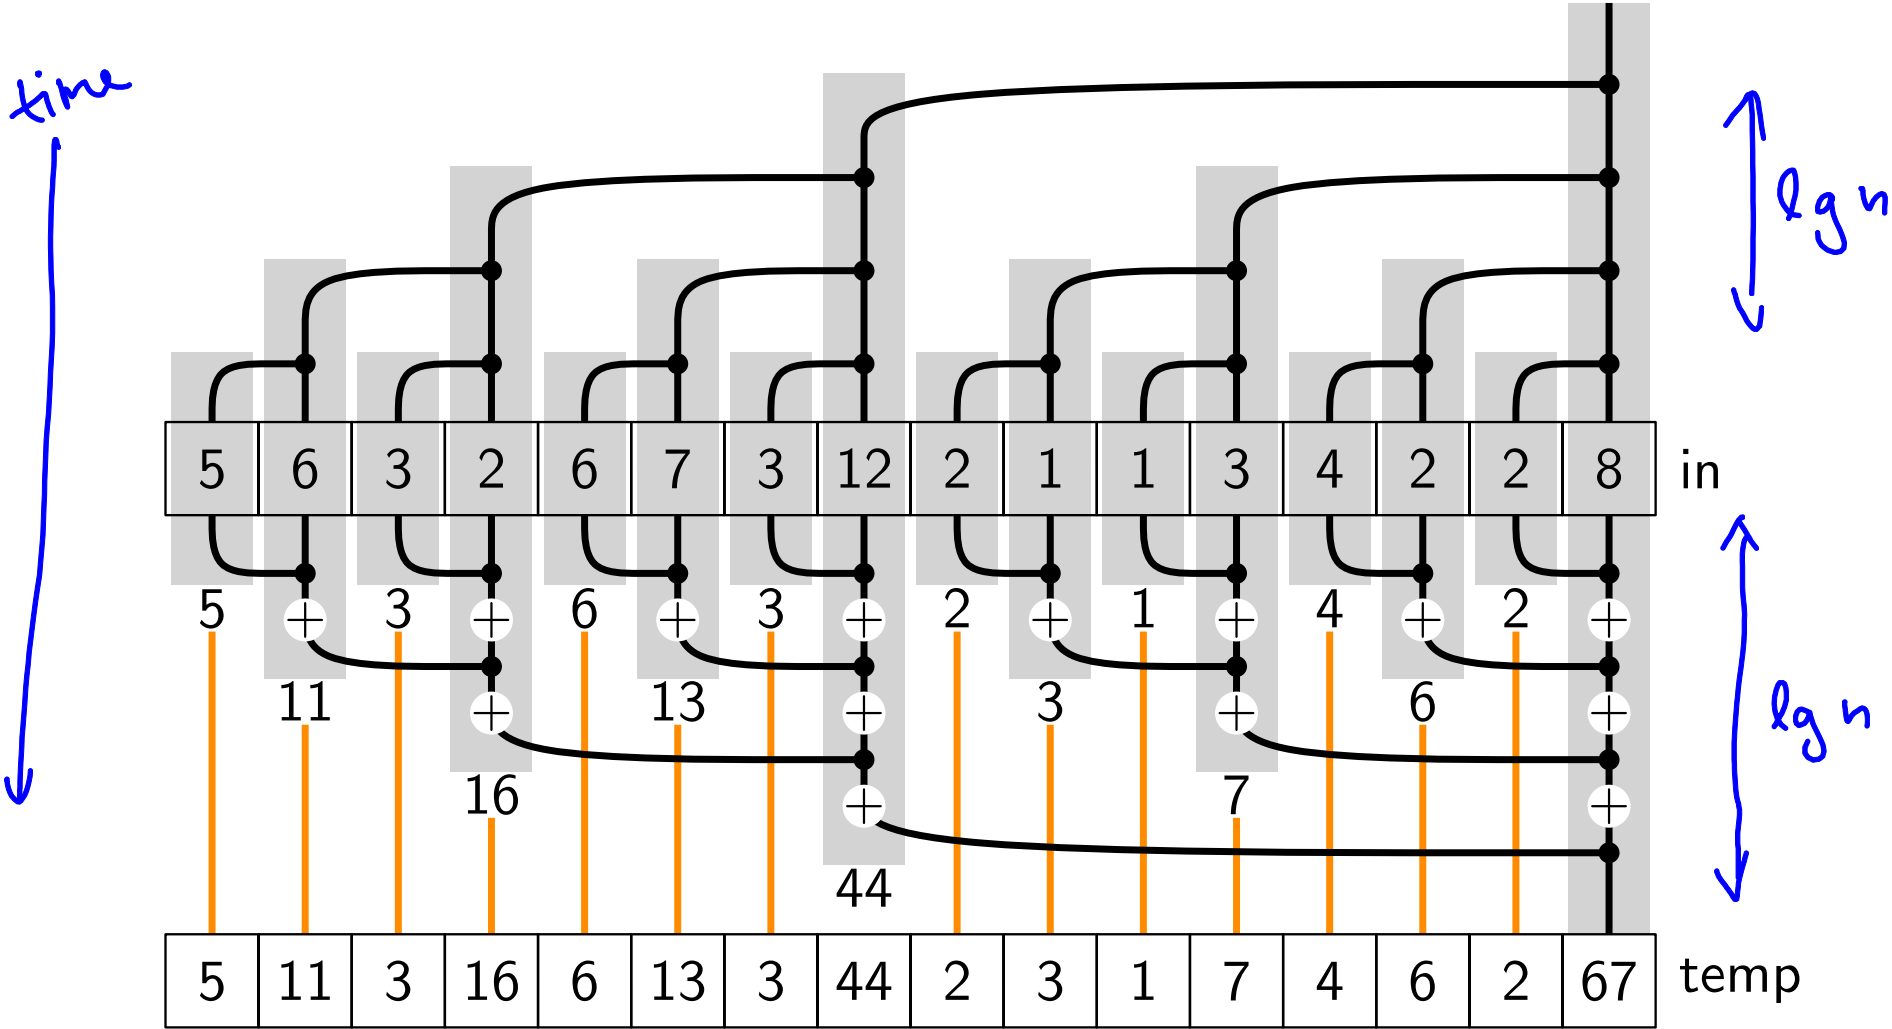 time
lg n
5 6 3 2 6 7 3 12 2 1 1 3 4 2 2 8 in
5 + 3 + 6 + 3 + 2 + 1 + 4 + 2 +
11 + 13 + 3 + 6 +
lg n
16 + 7 +
44
5 11 3 16 6 13 3 44 2 3 1 7 4 6 2 67 temp